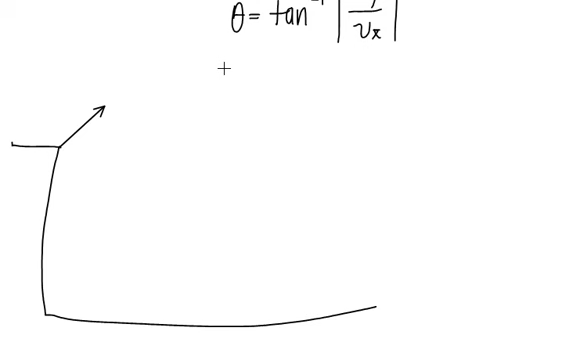 θ = tan⁻¹ | y / vx |